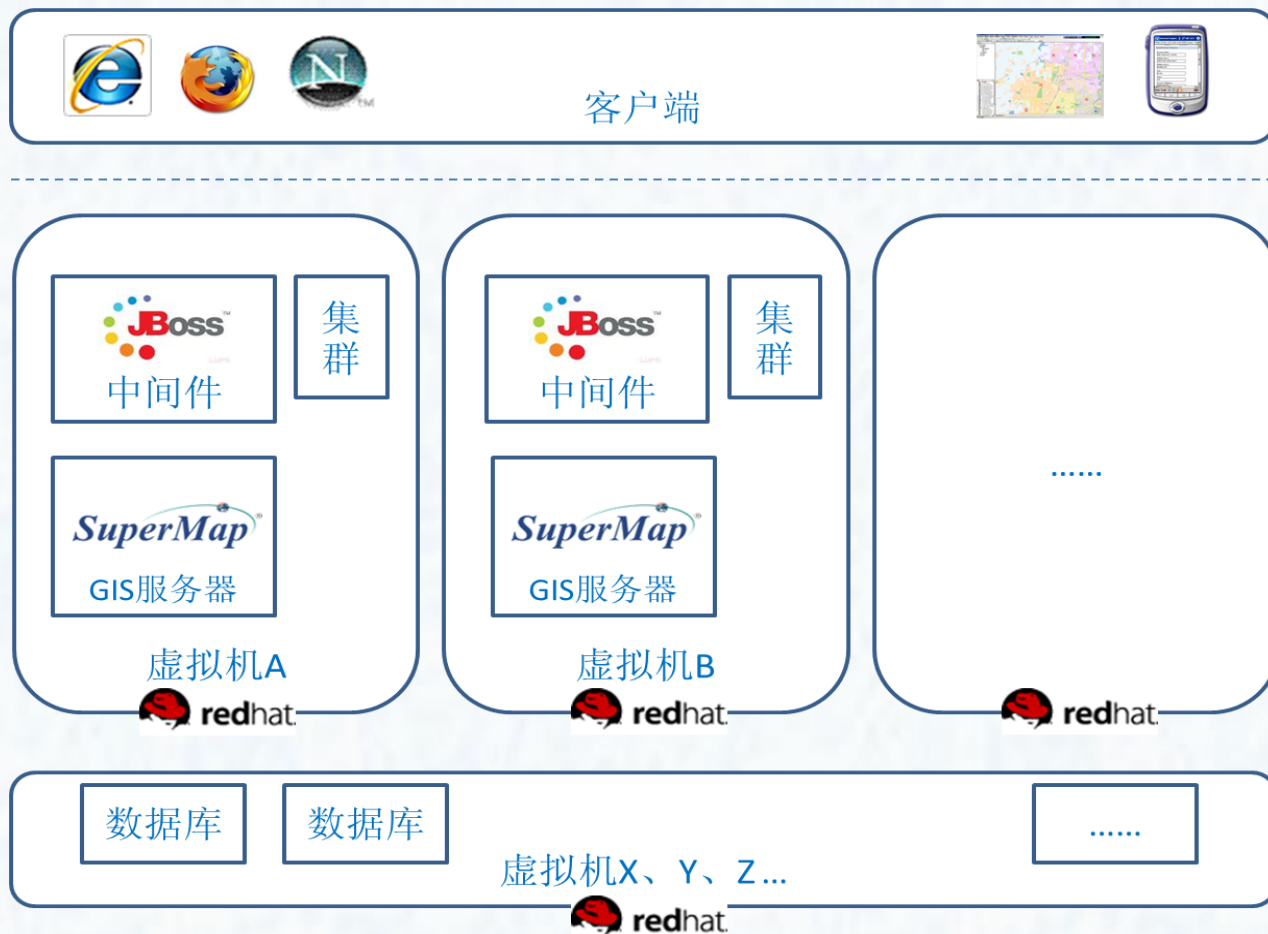 客户端
JBoss™
集群
中间件
JBoss™
集群
中间件
SuperMap®
GIS服务器
SuperMap®
GIS服务器
......
虚拟机A
虚拟机B
redhat.
redhat.
redhat.
数据库
数据库
......
虚拟机X、Y、Z...
redhat.